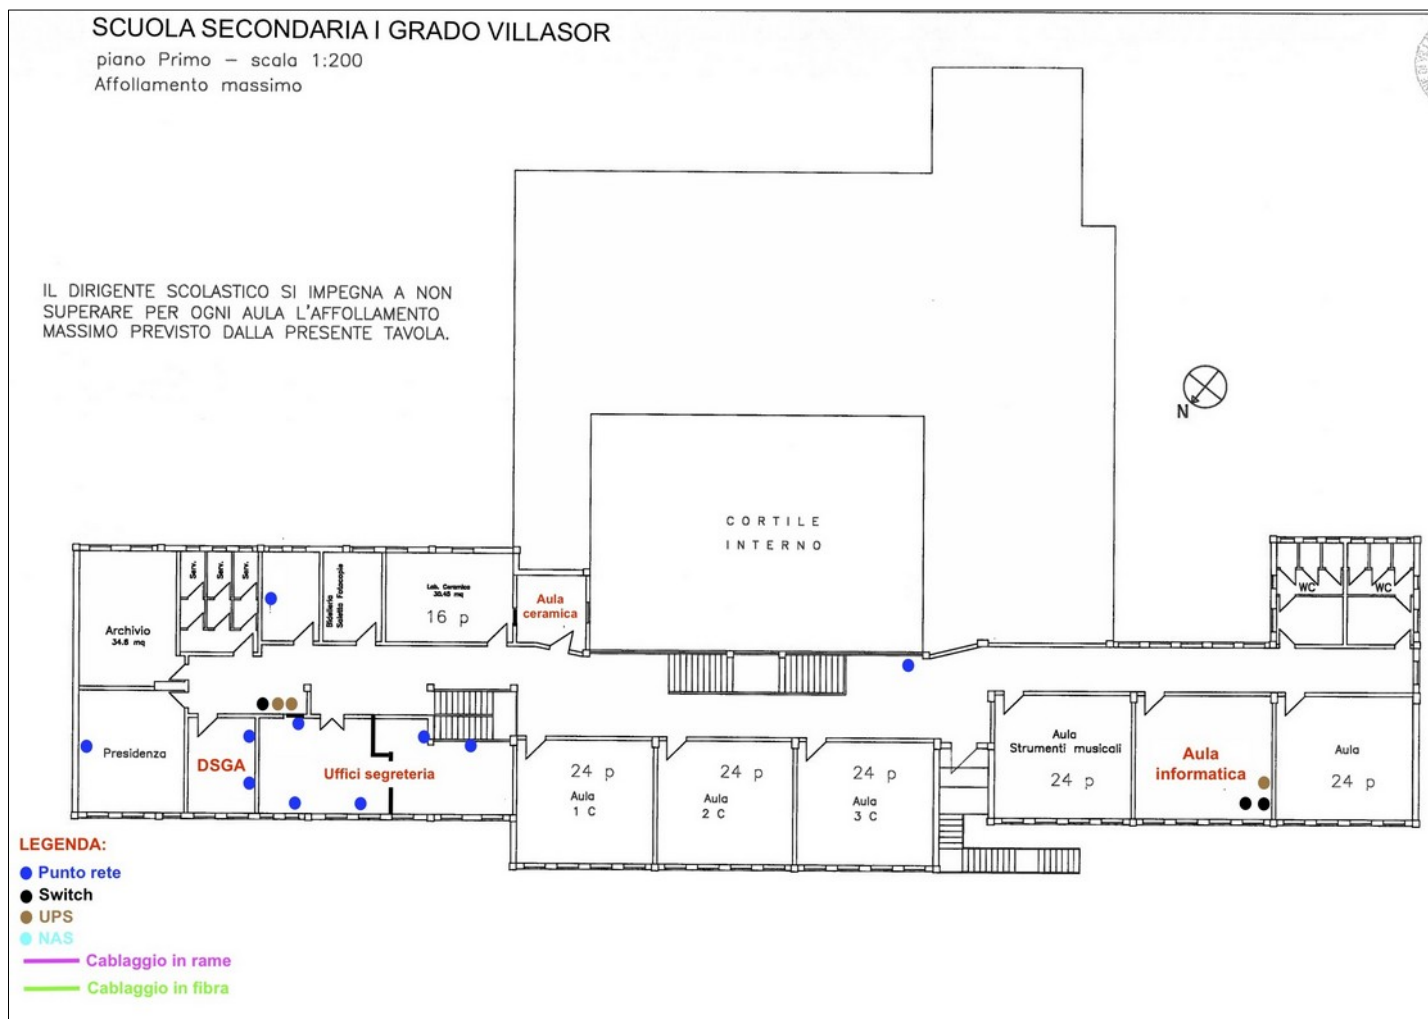 SCUOLA SECONDARIA I GRADO VILLASOR
piano Primo – scala 1:200
Affollamento massimo
IL DIRIGENTE SCOLASTICO SI IMPEGNA A NON
SUPERARE PER OGNI AULA L'AFFOLLAMENTO
MASSIMO PREVISTO DALLA PRESENTE TAVOLA.
N
CORTILE
INTERNO
Archivio
34.6 mq
Serv.
Serv.
Serv.
Bidelleria
Saletta Fotocopie
Lab. Ceramica
16 p
Aula
ceramica
WC
WC
Presidenza
DSGA
Uffici segreteria
24 p
Aula
1 C
24 p
Aula
2 C
24 p
Aula
3 C
Aula
Strumenti musicali
24 p
Aula
informatica
Aula
24 p
LEGENDA:
Punto rete
Switch
UPS
NAS
Cablaggio in rame
Cablaggio in fibra